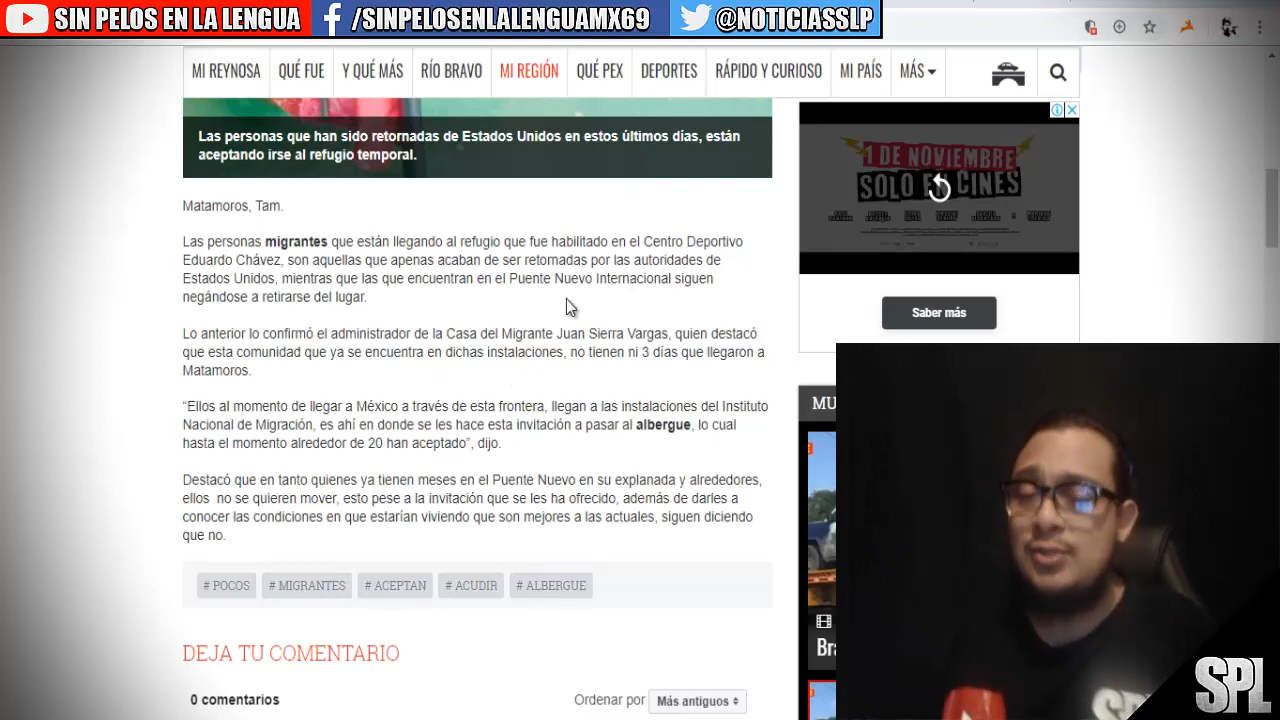 SIN PELOS EN LA LENGUA
/SINPELOSENLALENGUAMX69
@NOTICIASSLP
MI REYNOSA QUÉ FUE Y QUÉ MÁS RÍO BRAVO MI REGIÓN QUÉ PEX DEPORTES RÁPIDO Y CURIOSO MI PAÍS MÁS
Las personas que han sido retornadas de Estados Unidos en estos últimos días, están
aceptando irse al refugio temporal.
1 DE NOVIEMBRE
SOLO EN CINES
Saber más
Matamoros, Tam.
Las personas migrantes que están llegando al refugio que fue habilitado en el Centro Deportivo
Eduardo Chávez, son aquellas que apenas acaban de ser retornadas por las autoridades de
Estados Unidos, mientras que las que encuentran en el Puente Nuevo Internacional siguen
negándose a retirarse del lugar.
Lo anterior lo confirmó el administrador de la Casa del Migrante Juan Sierra Vargas, quien destacó
que esta comunidad que ya se encuentra en dichas instalaciones, no tienen ni 3 días que llegaron a
Matamoros.
“Ellos al momento de llegar a México a través de esta frontera, llegan a las instalaciones del Instituto
Nacional de Migración, es ahí en donde se les hace esta invitación a pasar al albergue, lo cual
hasta el momento alrededor de 20 han aceptado”, dijo.
Destacó que en tanto quienes ya tienen meses en el Puente Nuevo en su explanada y alrededores,
ellos no se quieren mover, esto pese a la invitación que se les ha ofrecido, además de darles a
conocer las condiciones en que estarían viviendo que son mejores a las actuales, siguen diciendo
que no.
# POCOS # MIGRANTES # ACEPTAN # ACUDIR # ALBERGUE
DEJA TU COMENTARIO
0 comentarios
Ordenar por Más antiguos
MU
Bra
SPL